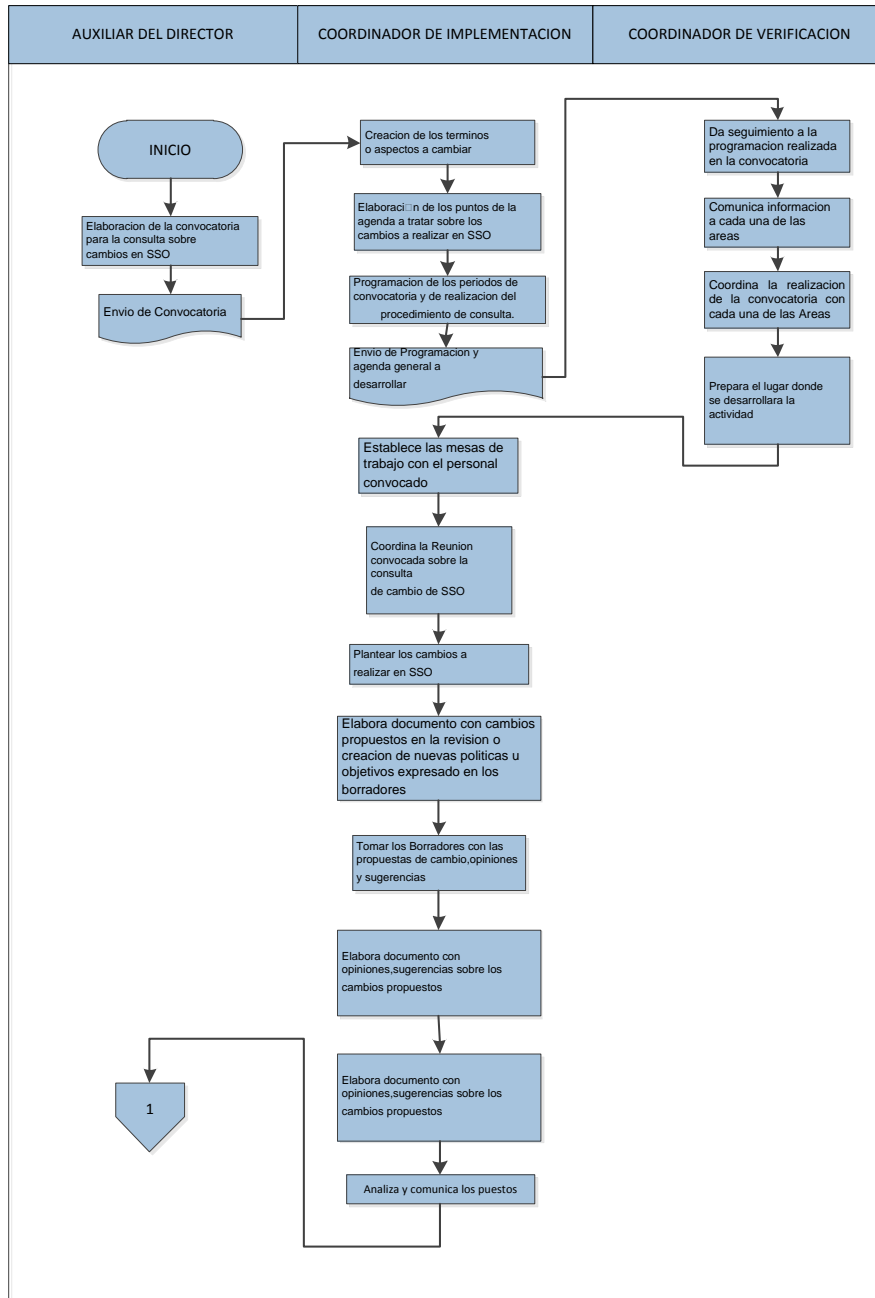 AUXILIAR DEL DIRECTOR
COORDINADOR DE IMPLEMENTACION
COORDINADOR DE VERIFICACION
INICIO
Elaboracion de la convocatoria
para la consulta sobre
cambios en SSO
Envio de Convocatoria
Creacion de los terminos
o aspectos a cambiar
Elaboraci□n de los puntos de la
agenda a tratar sobre los
cambios a realizar en SSO
Programacion de los periodos de
convocatoria y de realizacion del
procedimiento de consulta.
Envio de Programacion y
agenda general a
desarrollar
Da seguimiento a la
programacion realizada
en la convocatoria
Comunica informacion
a cada una de las
areas
Coordina la realizacion
de la convocatoria con
cada una de las Areas
Prepara el lugar donde
se desarrollara la
actividad
Establece las mesas de
trabajo con el personal
convocado
Coordina la Reunion
convocada sobre la
consulta
de cambio de SSO
Plantear los cambios a
realizar en SSO
Elabora documento con cambios
propuestos en la revision o
creacion de nuevas politicas u
objetivos expresado en los
borradores
Tomar los Borradores con las
propuestas de cambio,opiniones
y sugerencias
Elabora documento con
opiniones,sugerencias sobre los
cambios propuestos
Elabora documento con
opiniones,sugerencias sobre los
cambios propuestos
Analiza y comunica los puestos
1